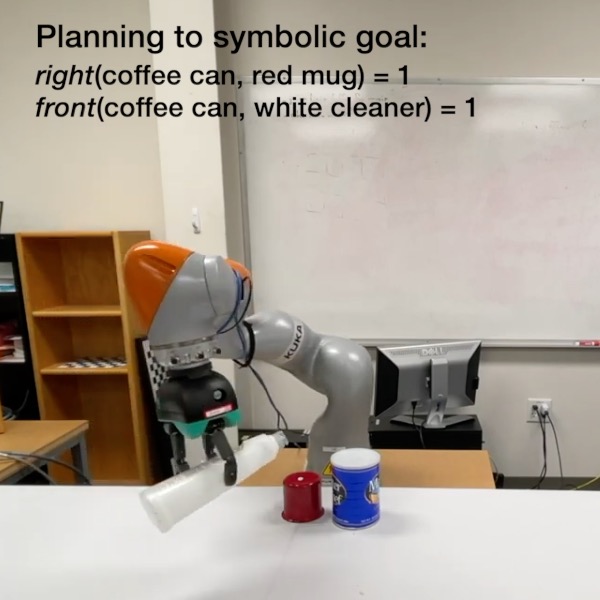 Planning to symbolic goal:
right(coffee can, red mug) = 1
front(coffee can, white cleaner) = 1
KUKA
DELL